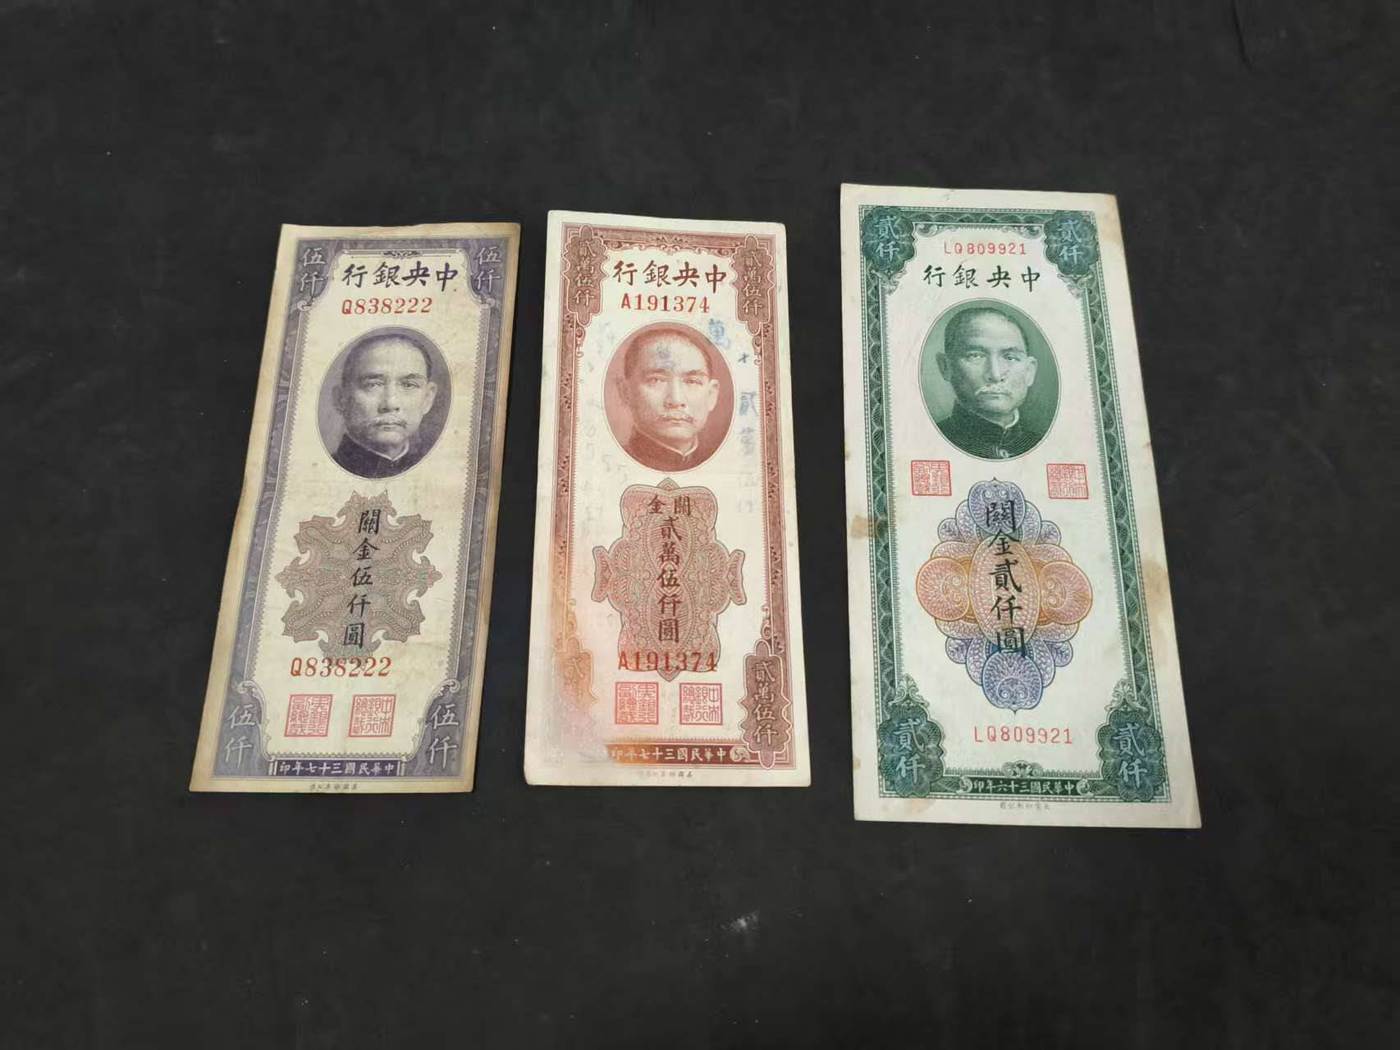 伍仟
伍仟
中央銀行
Q838222
關金伍仟圓
Q838222
伍仟
伍仟
中華民國三十七年印
貳萬伍仟
貳萬伍仟
中央銀行
A191374
關金
貳萬伍仟圓
A191374
貳萬伍仟
中華民國三十七年印
貳仟
貳仟
LQ809921
中央銀行
關金貳仟圓
LQ809921
貳仟
貳仟
中華民國三十六年印